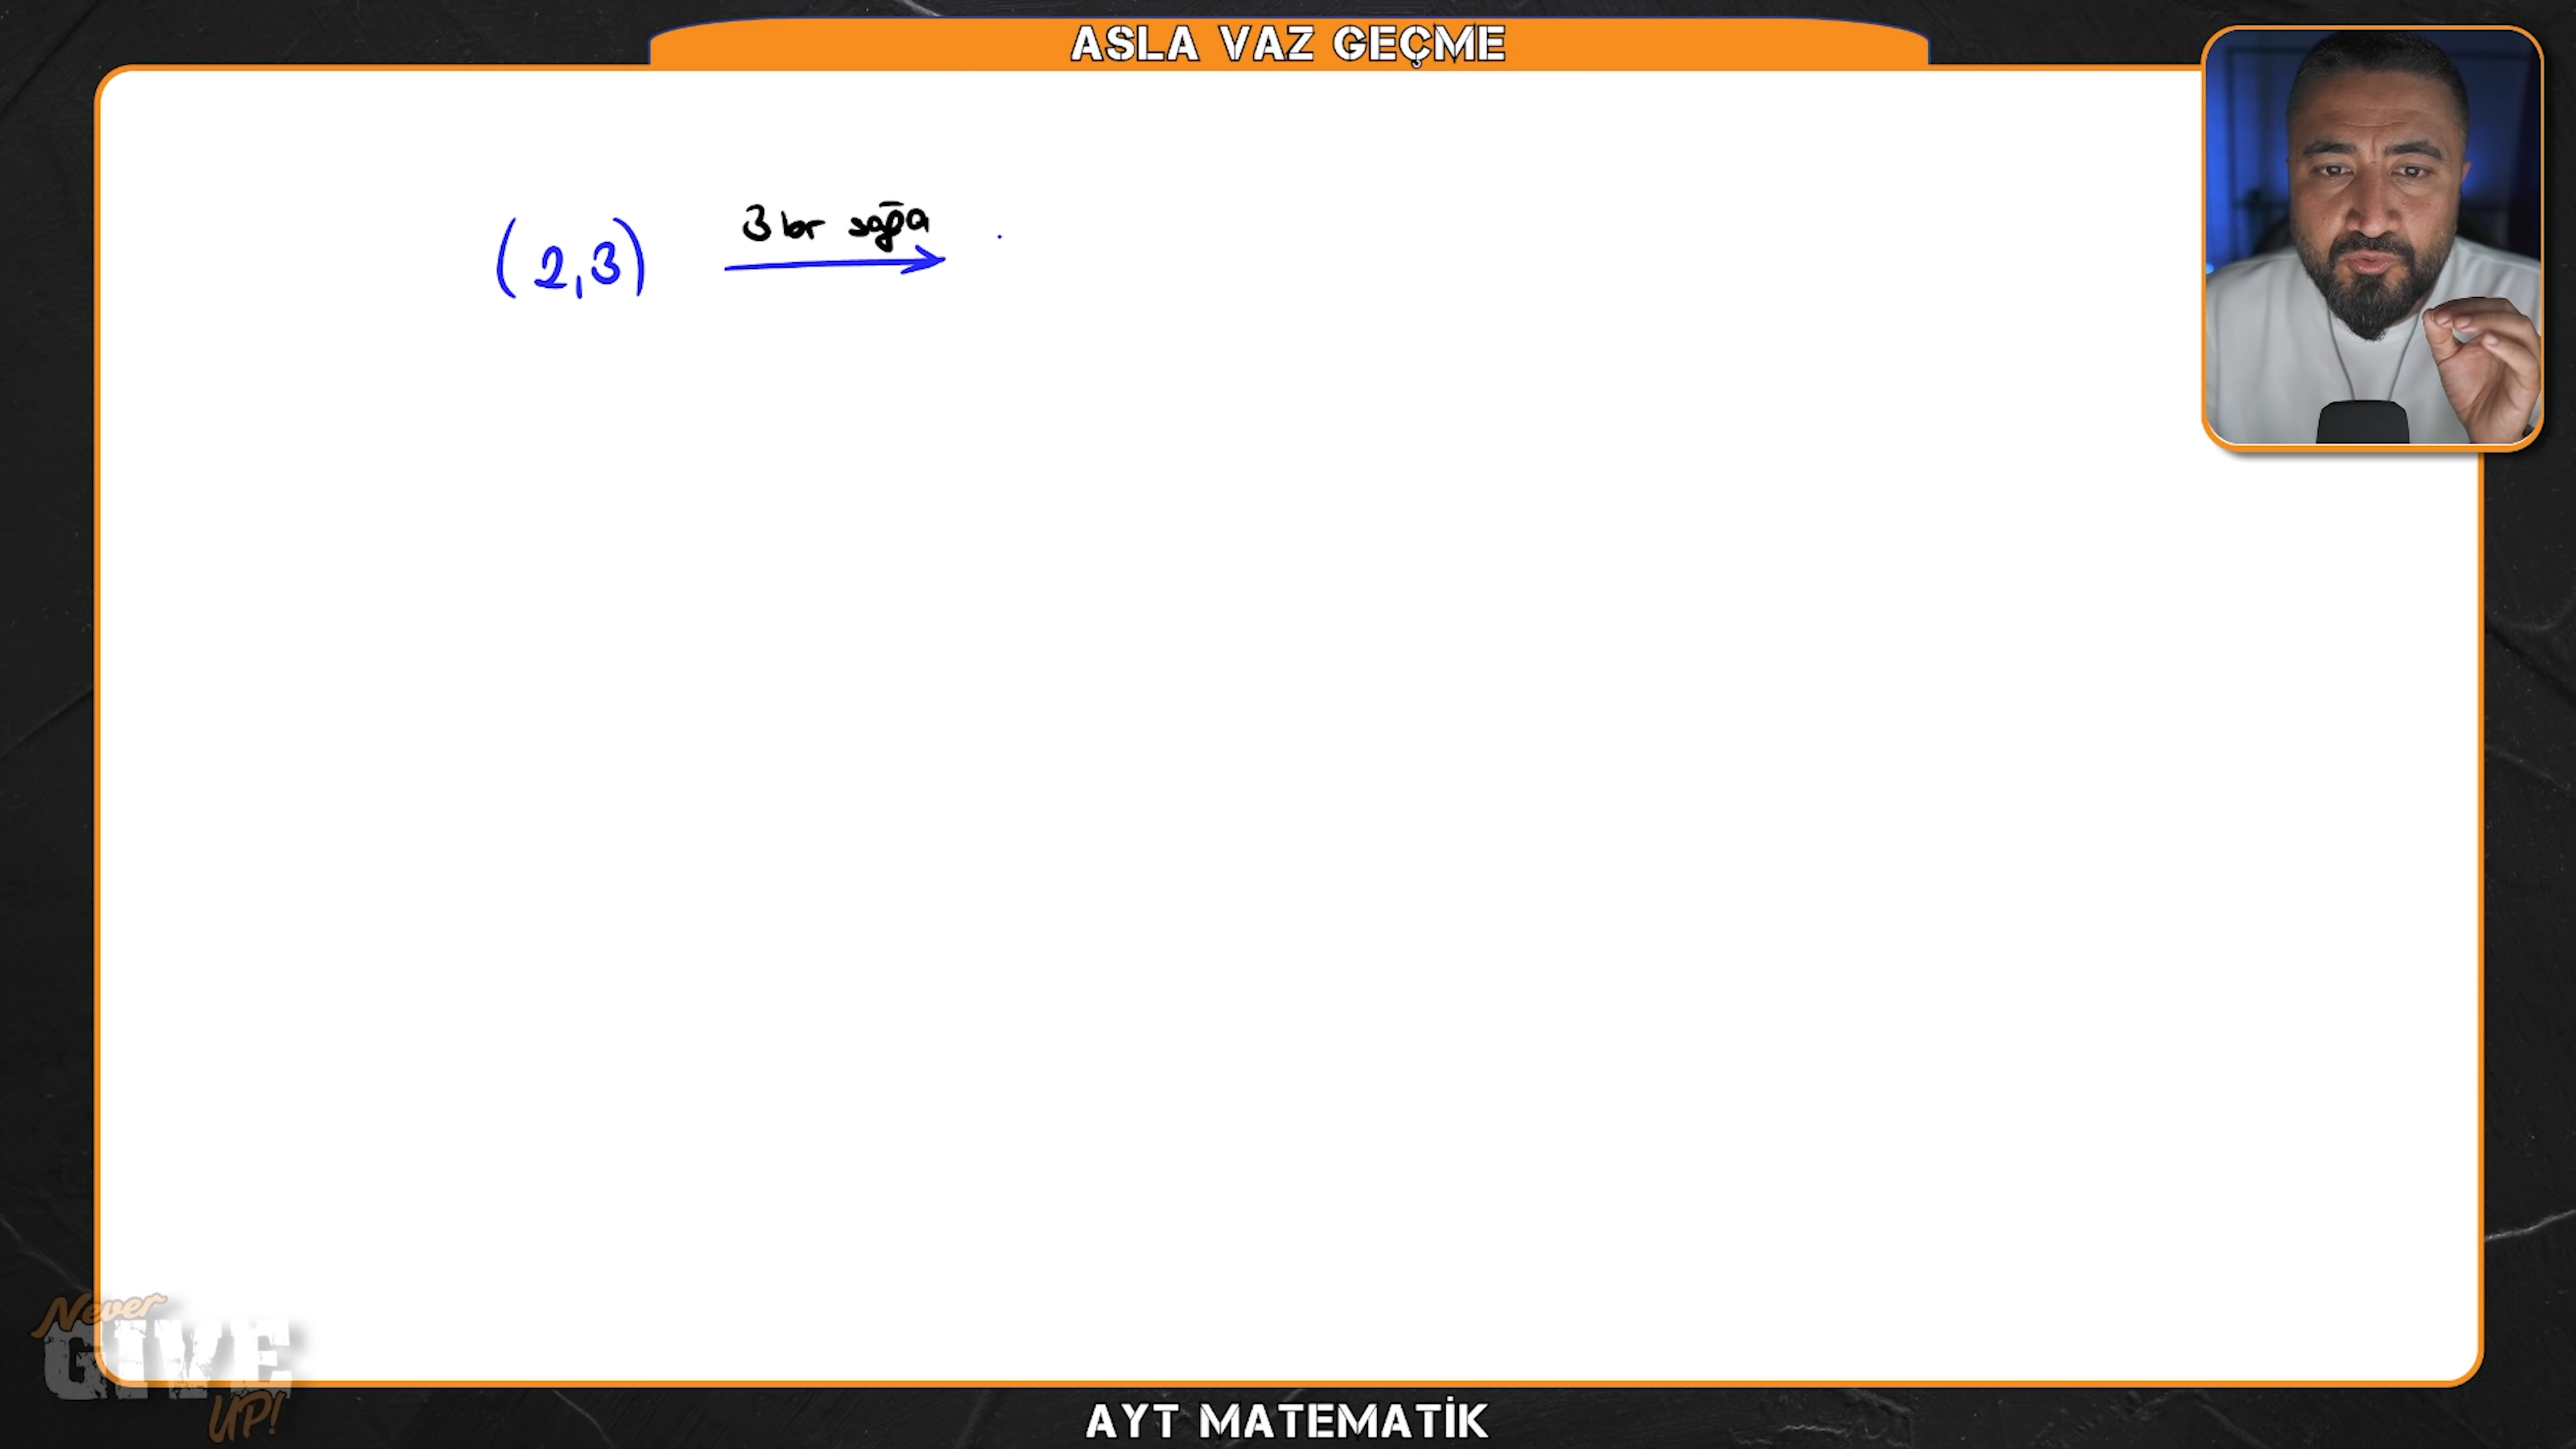 ASLA VAZ GEÇME
3 br sağa
(2,3)
Never
GIVE
UP!
AYT MATEMATİK